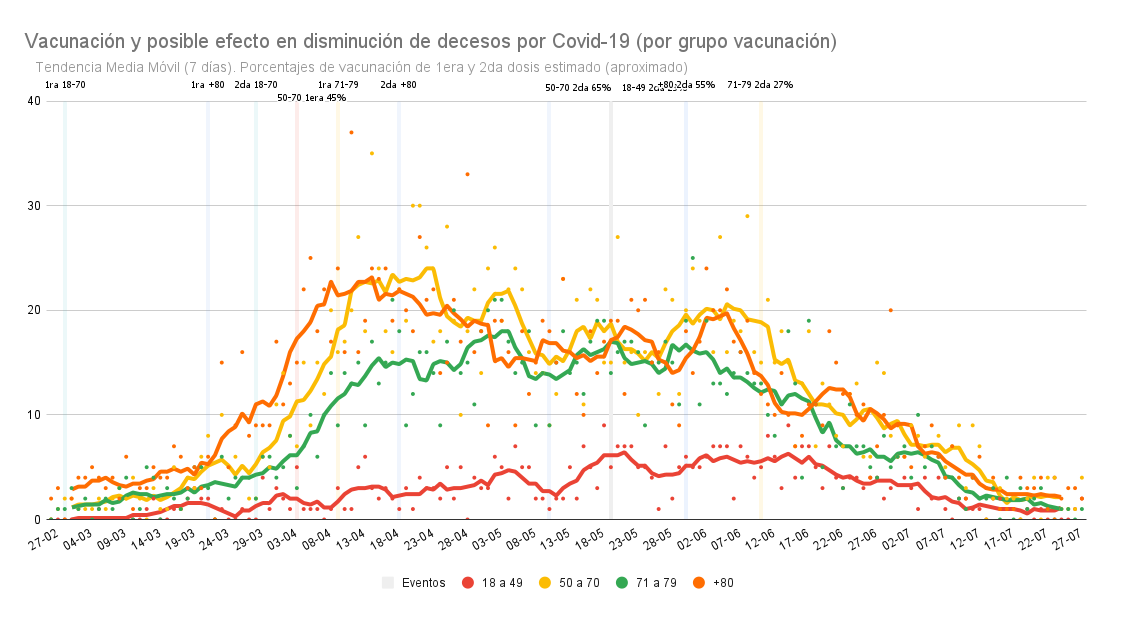 Vacunación y posible efecto en disminución de decesos por Covid-19 (por grupo vacunación)
Tendencia Media Móvil (7 días). Porcentajes de vacunación de 1era y 2da dosis estimado (aproximado)
1ra 18-70 1ra +80 2da 18-70 1ra 71-79 2da +80 50-70 2da 65% 18-49 2da +80 2da 55% 71-79 2da 27%
50-70 1era 45%
40
30
20
10
0
27-02 04-03 09-03 14-03 19-03 24-03 29-03 03-04 08-04 13-04 18-04 23-04 28-04 03-05 08-05 13-05 18-05 23-05 28-05 02-06 07-06 12-06 17-06 22-06 27-06 02-07 07-07 12-07 17-07 22-07 27-07
Eventos 18 a 49 50 a 70 71 a 79 +80